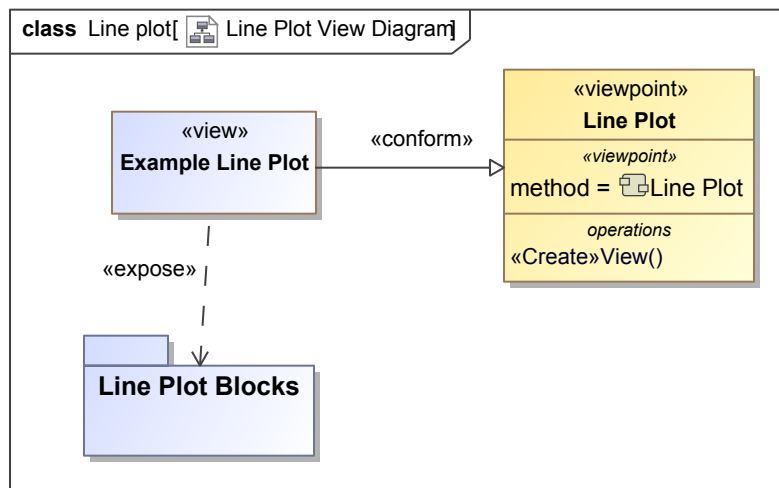 class Line plot[ Line Plot View Diagram]
«view»
Example Line Plot
«conform»
«viewpoint»
Line Plot
«viewpoint»
method = Line Plot
operations
«Create»View()
«expose»
Line Plot Blocks